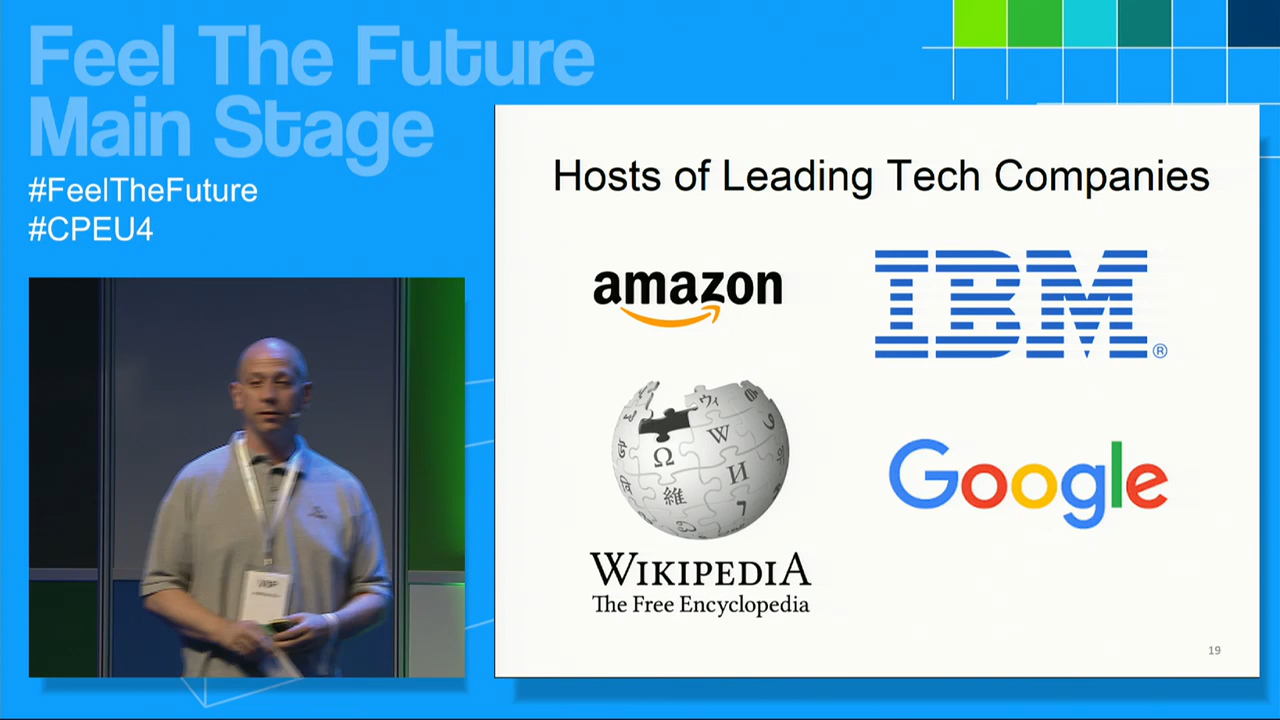 Feel The Future
Main Stage
#FeelTheFuture
#CPEU4
Hosts of Leading Tech Companies
amazon
IBM®
WIKIPEDIA
The Free Encyclopedia
Google
19